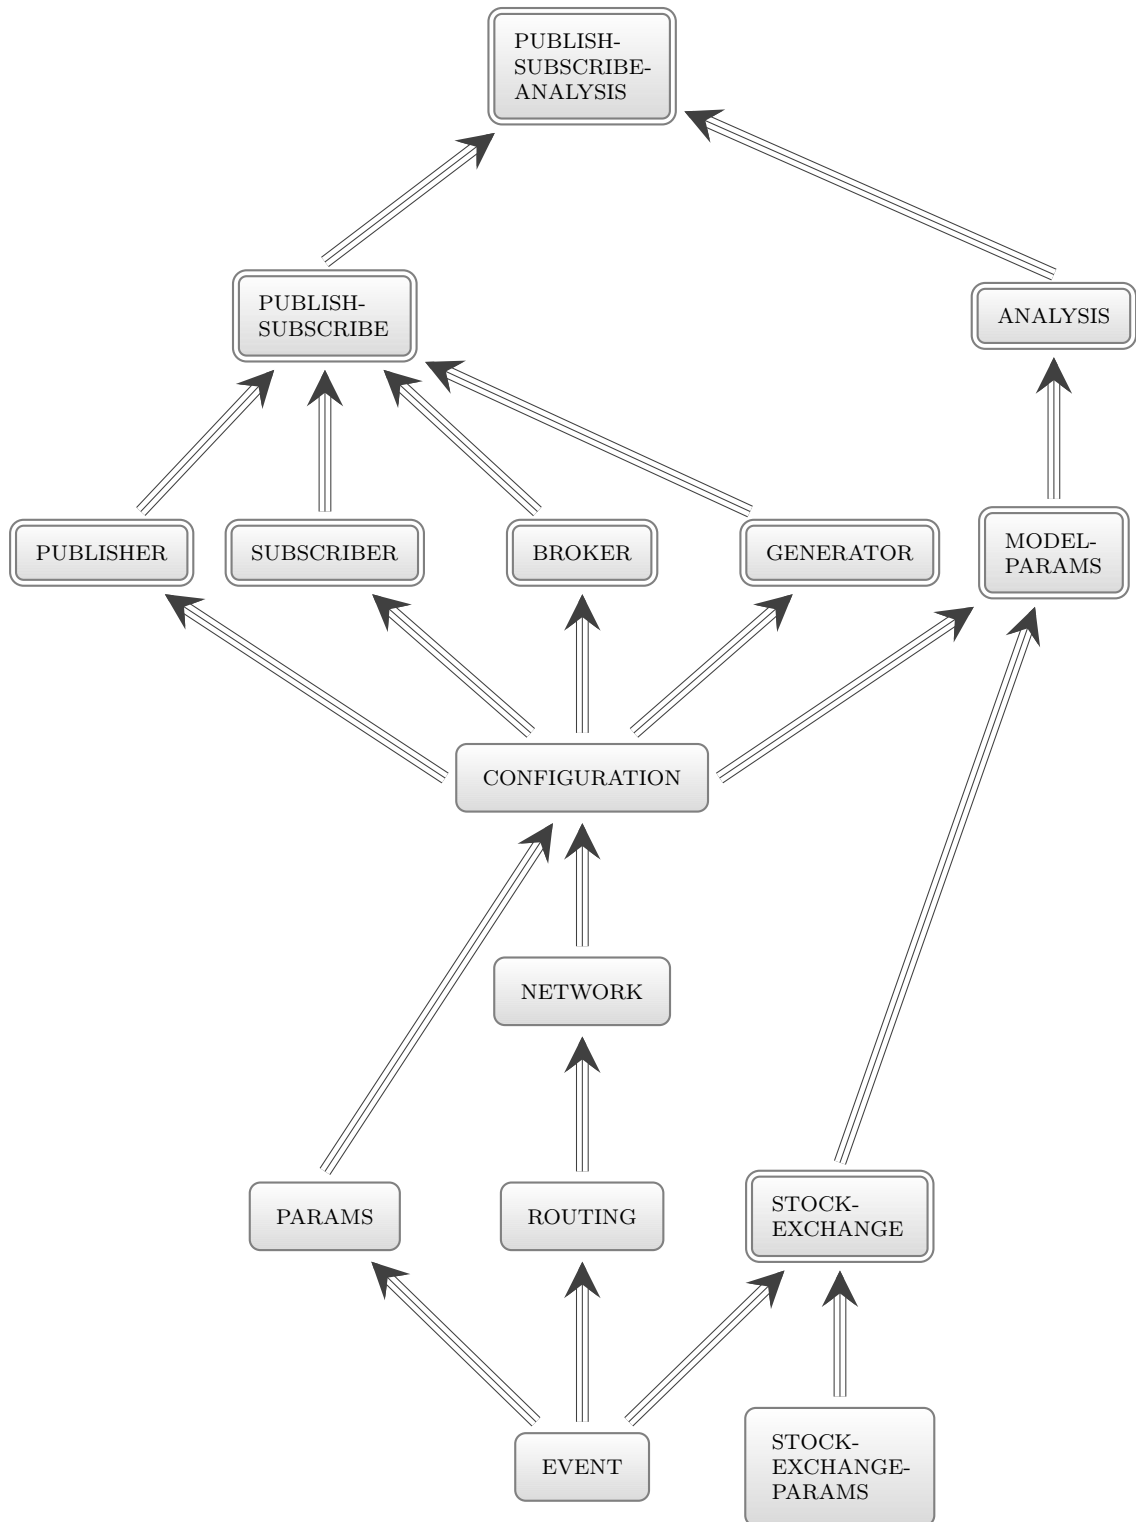 PUBLISH-
SUBSCRIBE-
ANALYSIS
PUBLISH-
SUBSCRIBE
ANALYSIS
PUBLISHER
SUBSCRIBER
BROKER
GENERATOR
MODEL-
PARAMS
CONFIGURATION
NETWORK
PARAMS
ROUTING
STOCK-
EXCHANGE
EVENT
STOCK-
EXCHANGE-
PARAMS